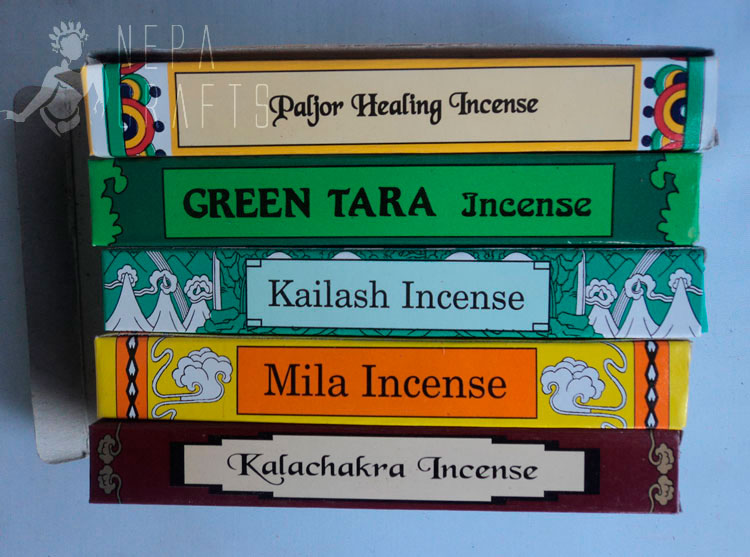 NEPA
CRAFTS
Paljor Healing Incense
GREEN TARA Incense
Kailash Incense
Mila Incense
Kalachakra Incense